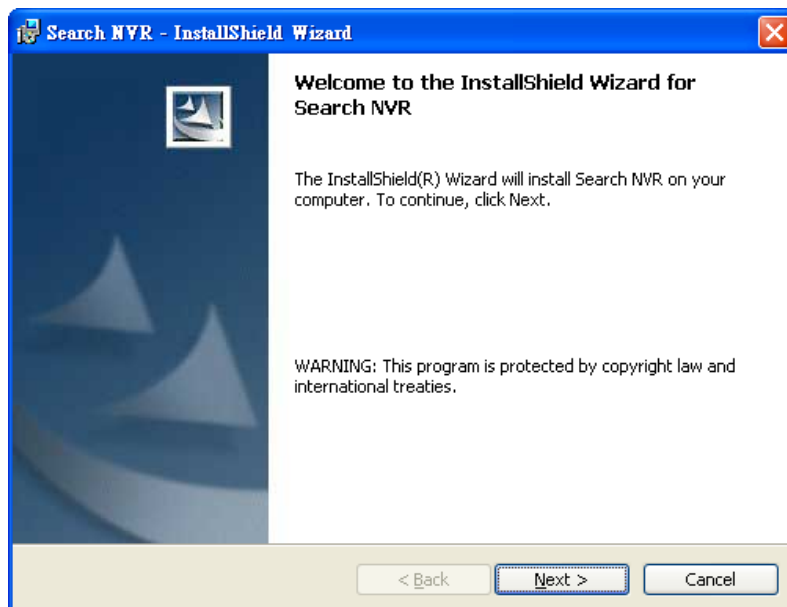 Search NVR - InstallShield Wizard
Welcome to the InstallShield Wizard for
Search NVR
The InstallShield(R) Wizard will install Search NVR on your
computer. To continue, click Next.
WARNING: This program is protected by copyright law and
international treaties.
< Back
Next >
Cancel